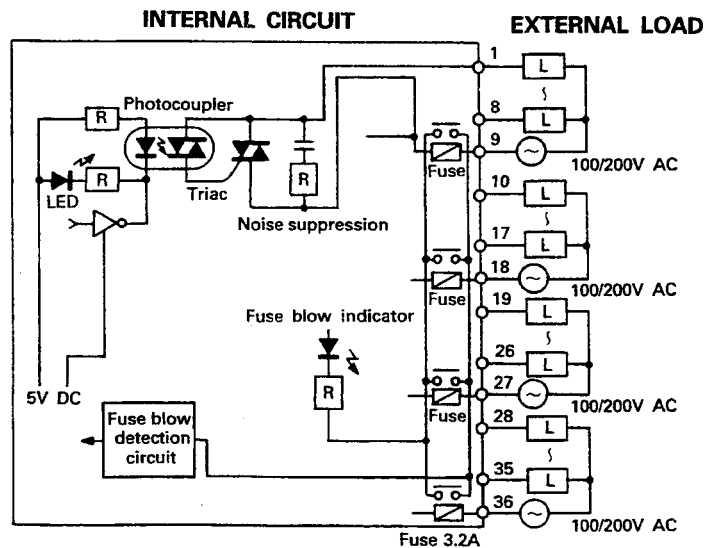 INTERNAL CIRCUIT
EXTERNAL LOAD
1
L
Photocoupler
R
8
L
9
Fuse
100/200V AC
LED
R
Triac
R
Noise suppression
10
L
17
L
18
Fuse
100/200V AC
19
L
Fuse blow indicator
26
L
R
27
5V DC
Fuse
100/200V AC
28
L
Fuse blow
detection
circuit
35
L
36
Fuse 3.2A
100/200V AC